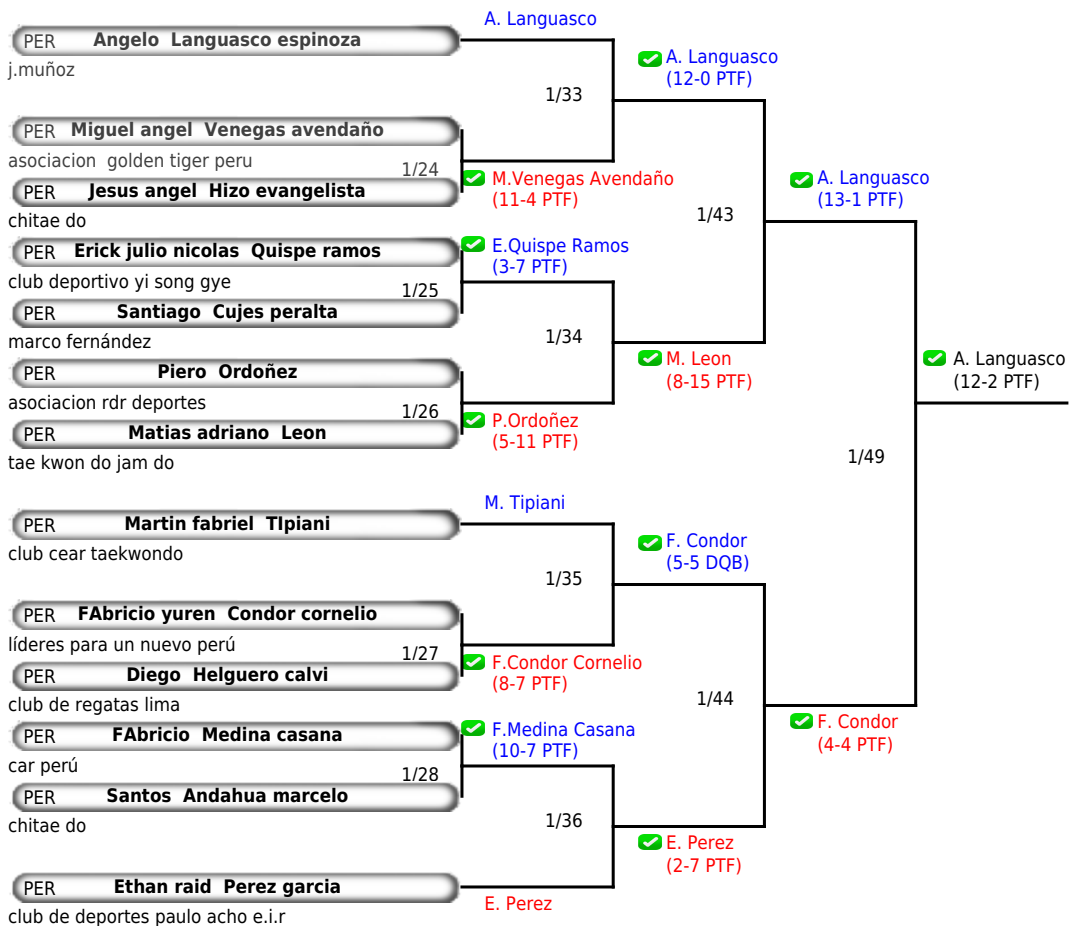 A. Languasco
PER Angelo Languasco espinoza
j.muñoz
A. Languasco
(12-0 PTF)
1/33
PER Miguel angel Venegas avendaño
asociacion golden tiger peru
1/24
PER Jesus angel Hizo evangelista
chitae do
M.Venegas Avendaño
(11-4 PTF)
A. Languasco
(13-1 PTF)
1/43
PER Erick julio nicolas Quispe ramos
club deportivo yi song gye
E.Quispe Ramos
(3-7 PTF)
1/25
PER Santiago Cujes peralta
marco fernández
1/34
PER Piero Ordoñez
asociacion rdr deportes
M. Leon
(8-15 PTF)
A. Languasco
(12-2 PTF)
1/26
PER Matias adriano Leon
tae kwon do jam do
P.Ordoñez
(5-11 PTF)
1/49
M. Tipiani
PER Martin fabriel TIpiani
club cear taekwondo
F. Condor
(5-5 DQB)
1/35
PER FAbricio yuren Condor cornelio
líderes para un nuevo perú
1/27
PER Diego Helguero calvi
club de regatas lima
F.Condor Cornelio
(8-7 PTF)
1/44
PER FAbricio Medina casana
car perú
F.Medina Casana
(10-7 PTF)
F. Condor
(4-4 PTF)
1/28
PER Santos Andahua marcelo
chitae do
1/36
E. Perez
(2-7 PTF)
PER Ethan raid Perez garcia
club de deportes paulo acho e.i.r
E. Perez